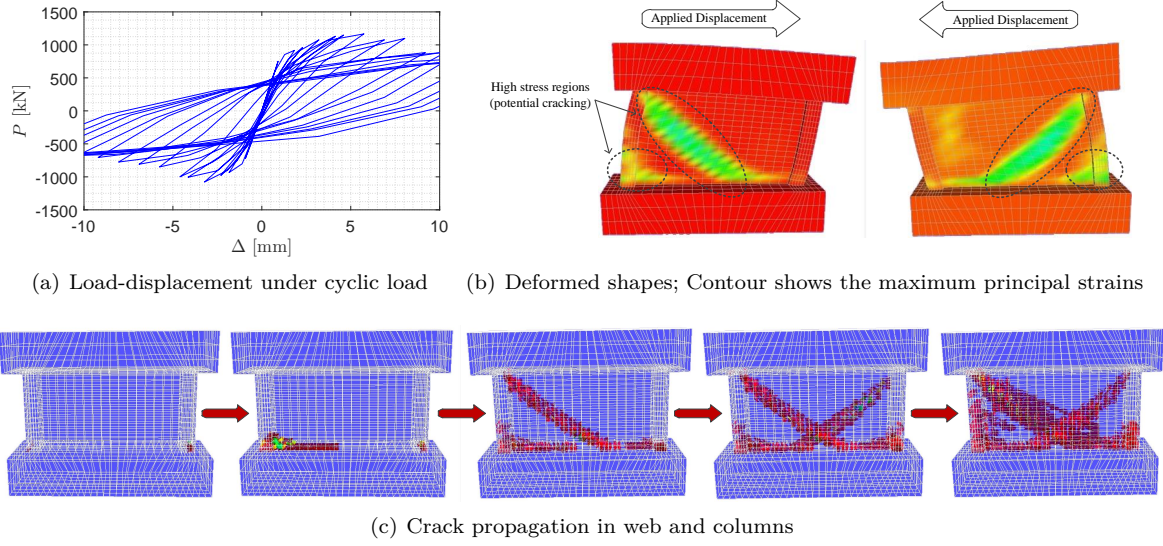 1500
1000
500
0
-500
-1000
-1500
P [kN]
-10
-5
0
5
10
Δ [mm]
Applied Displacement
Applied Displacement
High stress regions
(potential cracking)
(a) Load-displacement under cyclic load
(b) Deformed shapes; Contour shows the maximum principal strains
(c) Crack propagation in web and columns